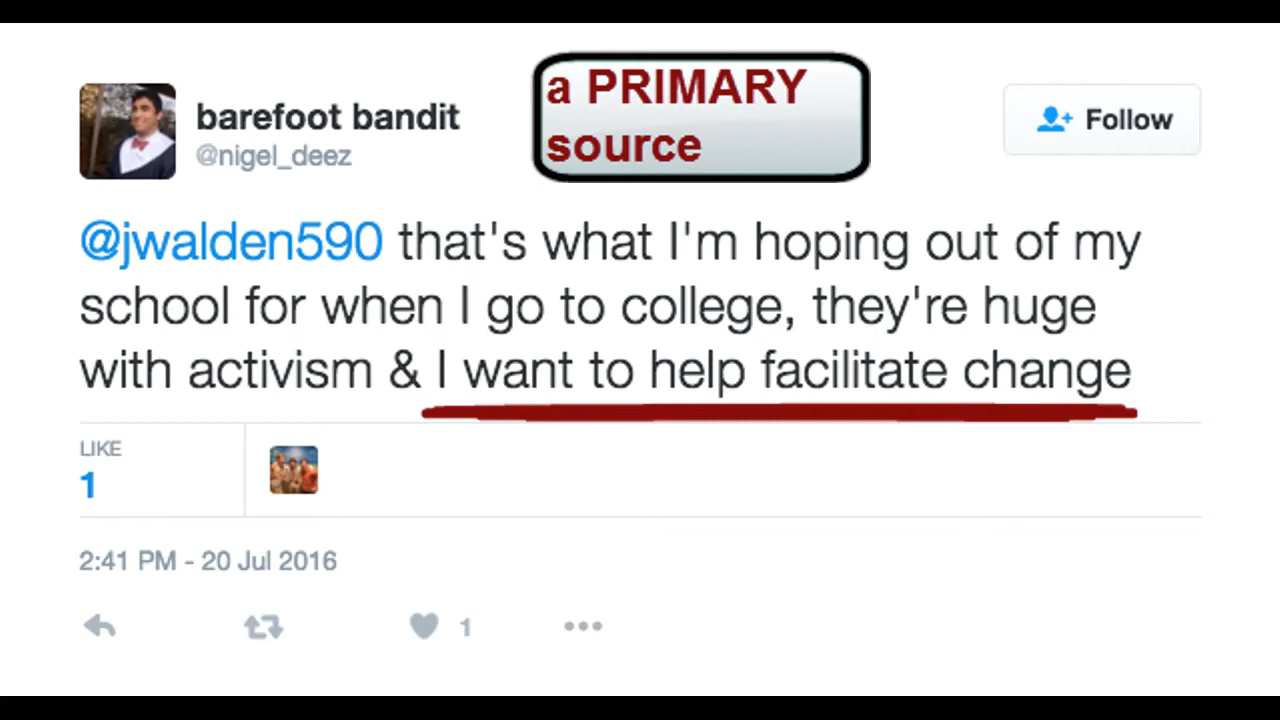 barefoot bandit
@nigel_deez
a PRIMARY
source
Follow
@jwalden590 that's what I'm hoping out of my
school for when I go to college, they're huge
with activism & I want to help facilitate change
LIKE
1
2:41 PM - 20 Jul 2016
1